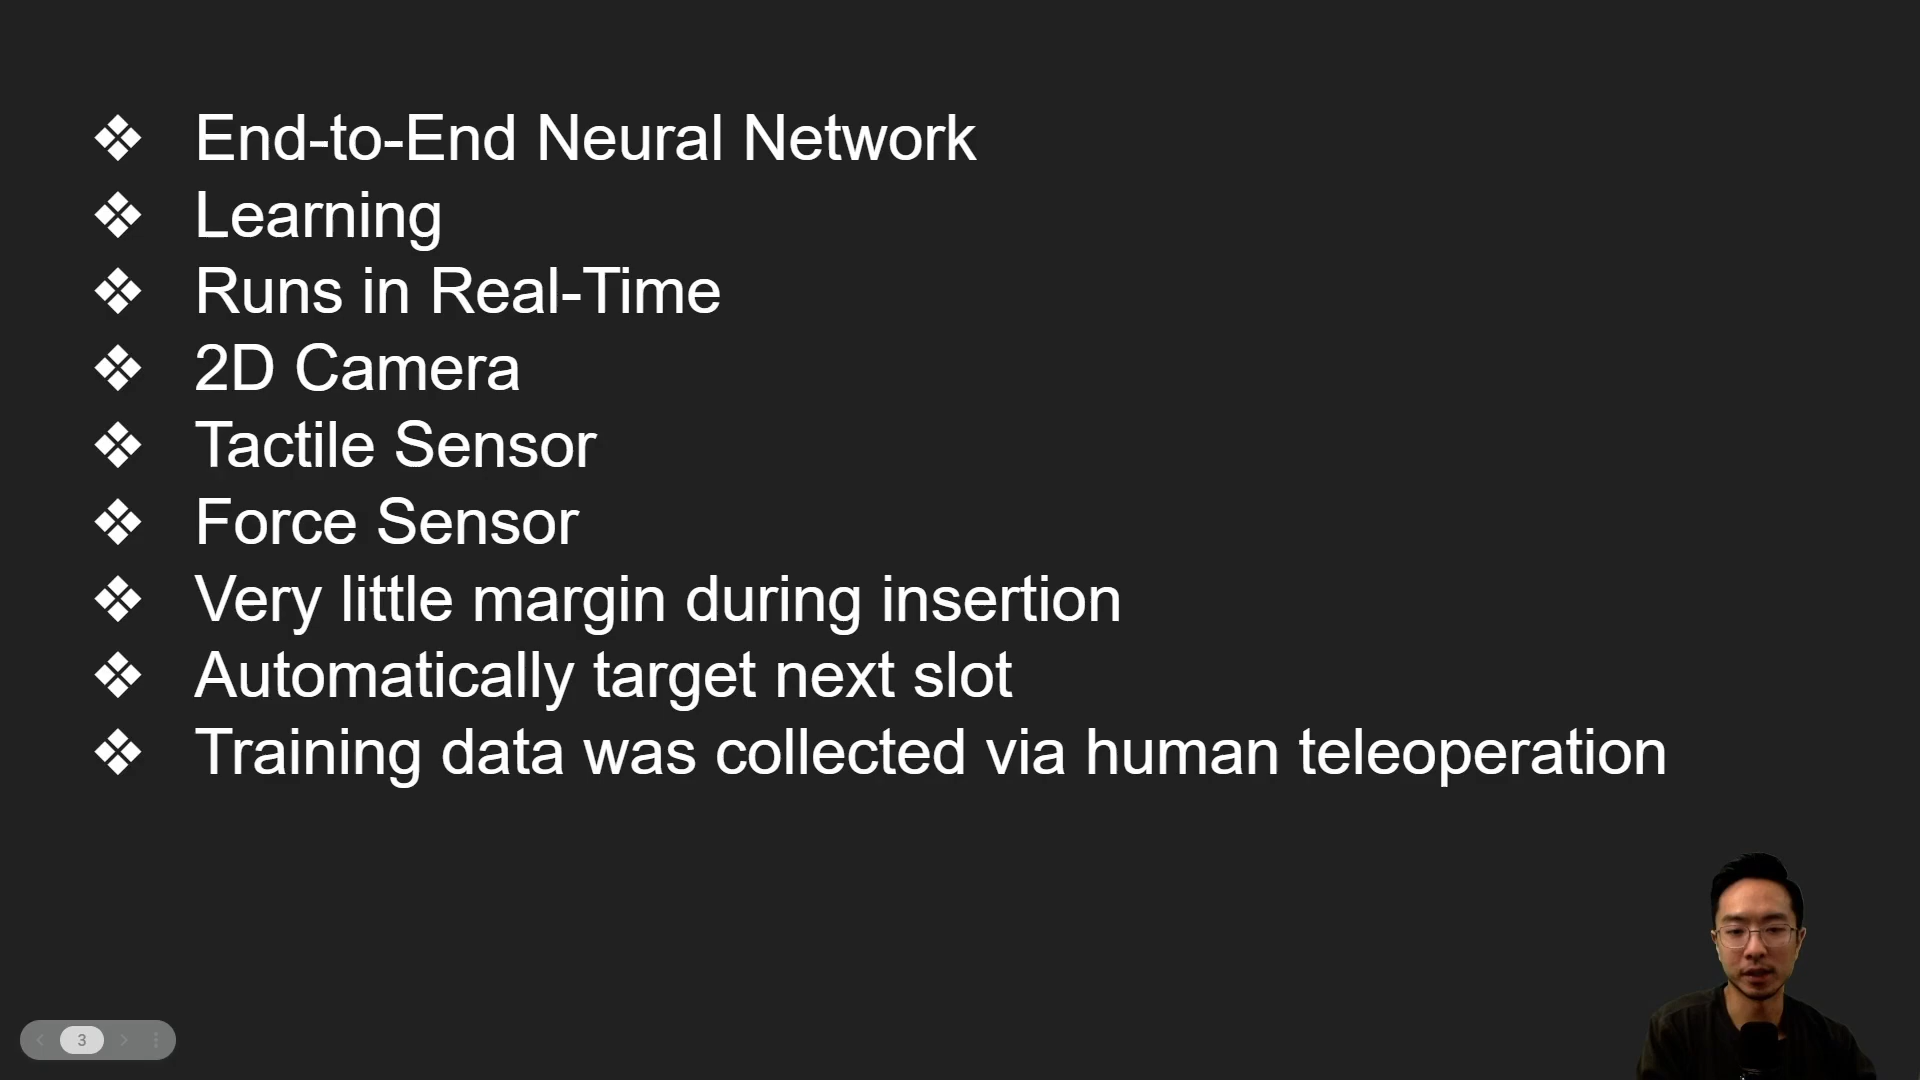 ❖ End-to-End Neural Network
❖ Learning
❖ Runs in Real-Time
❖ 2D Camera
❖ Tactile Sensor
❖ Force Sensor
❖ Very little margin during insertion
❖ Automatically target next slot
❖ Training data was collected via human teleoperation
3